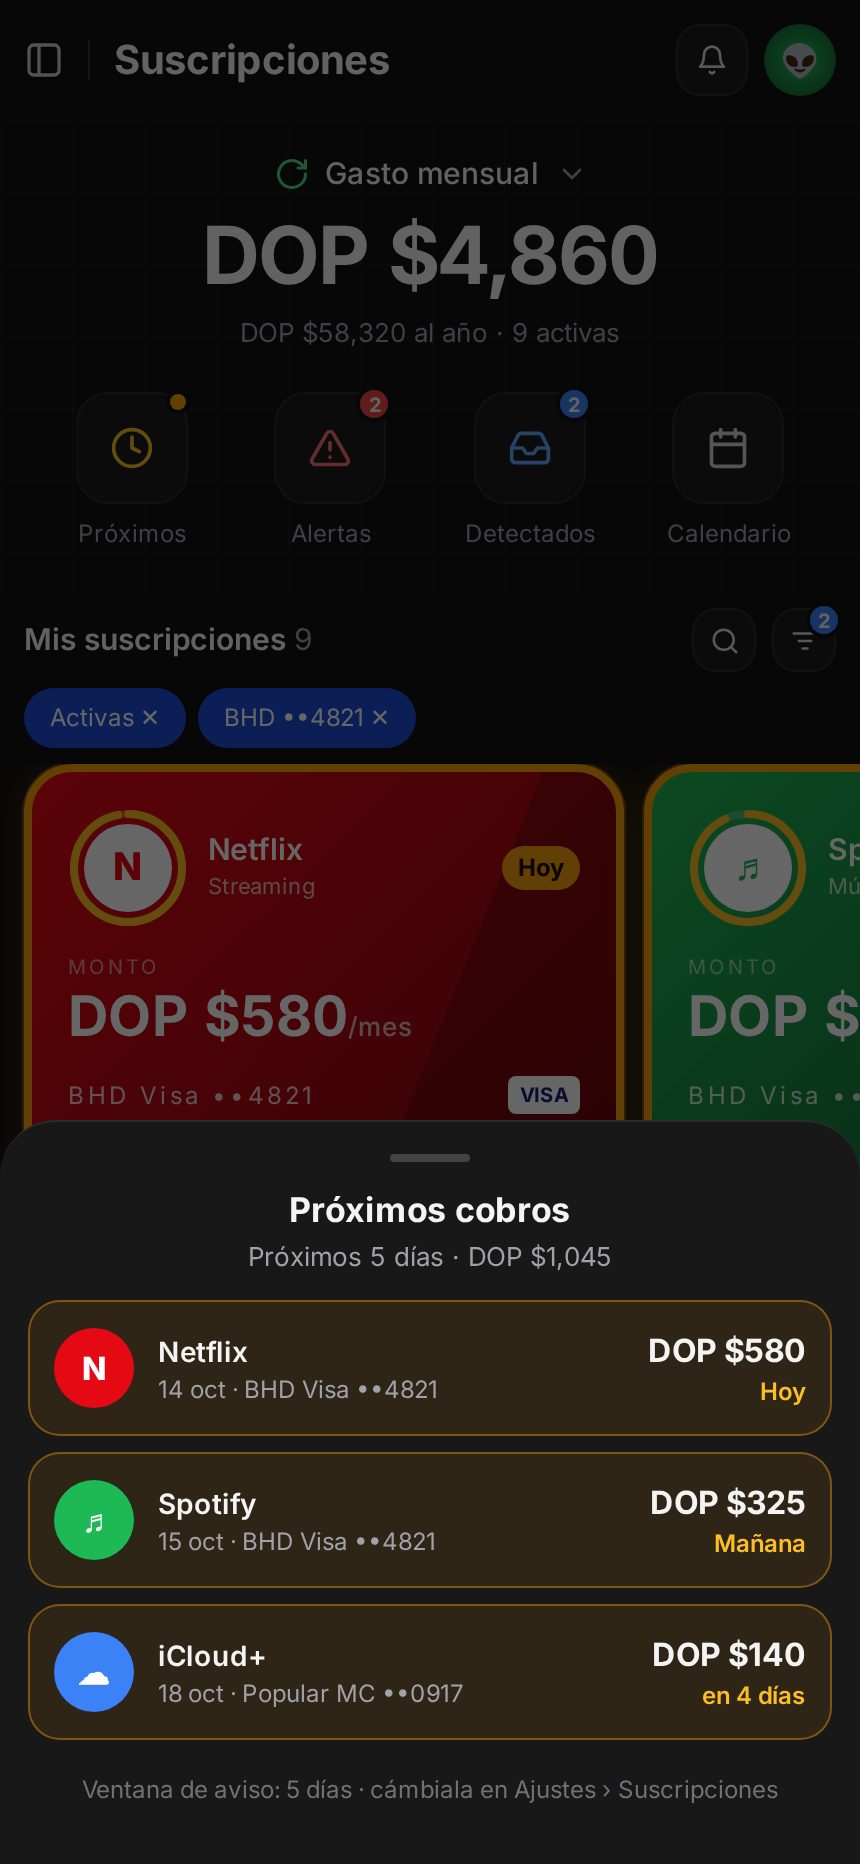 Suscripciones
Gasto mensual
DOP $4,860
DOP $58,320 al año · 9 activas
2
2
Próximos
Alertas
Detectados
Calendario
Mis suscripciones 9
2
Activas ✕
BHD ••4821 ✕
N
Netflix
Streaming
Hoy
MONTO
DOP $580/mes
BHD Visa ••4821
VISA
♬
Sp
Mú
MONTO
DOP $
BHD Visa ••
Próximos cobros
Próximos 5 días · DOP $1,045
N
Netflix
14 oct · BHD Visa ••4821
DOP $580
Hoy
♬
Spotify
15 oct · BHD Visa ••4821
DOP $325
Mañana
iCloud+
18 oct · Popular MC ••0917
DOP $140
en 4 días
Ventana de aviso: 5 días · cámbiala en Ajustes › Suscripciones